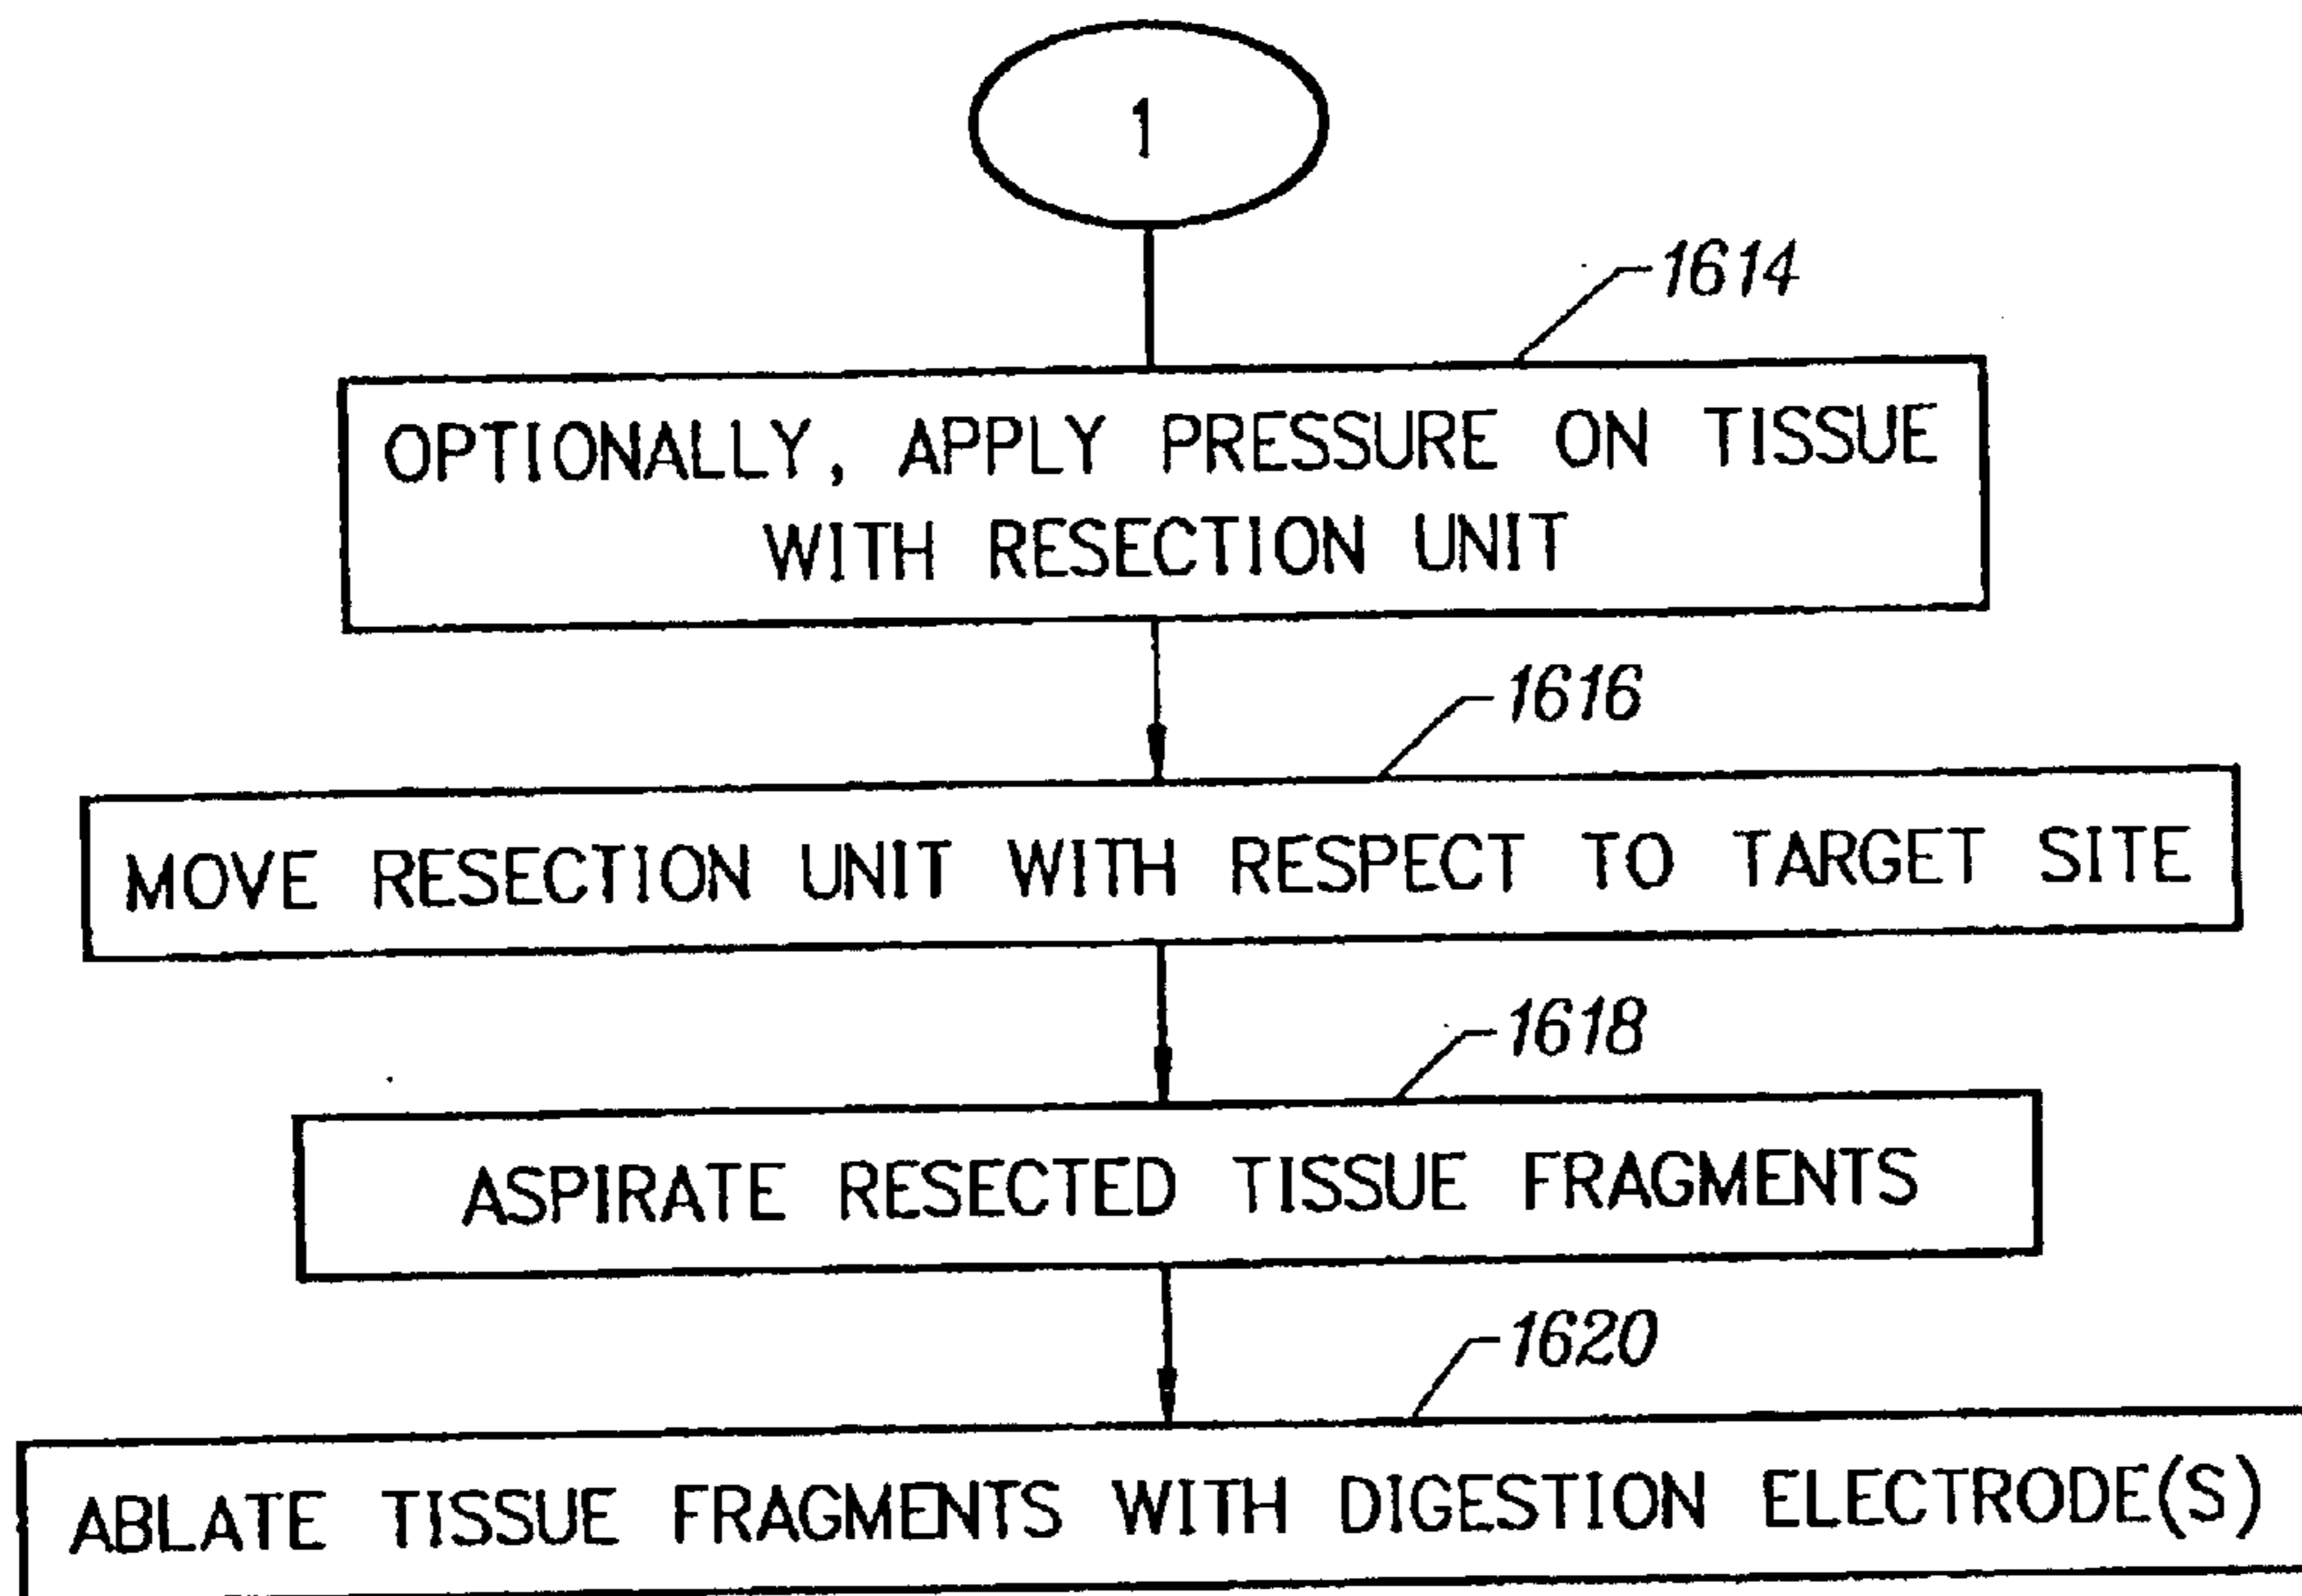 1
1614
OPTIONALLY, APPLY PRESSURE ON TISSUE
WITH RESECTION UNIT
1616
MOVE RESECTION UNIT WITH RESPECT TO TARGET SITE
1618
ASPIRATE RESECTED TISSUE FRAGMENTS
1620
ABLATE TISSUE FRAGMENTS WITH DIGESTION ELECTRODE(S)